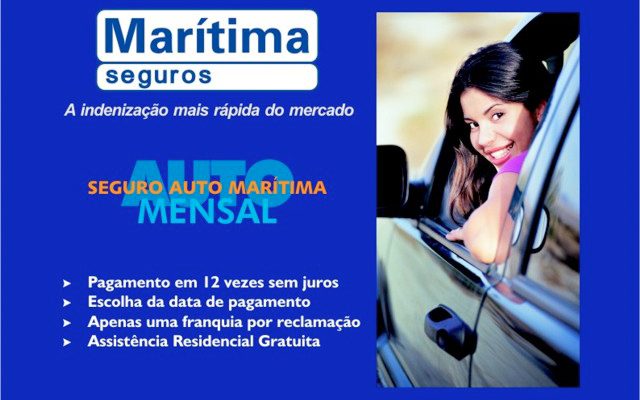 Marítima
seguros
A indenização mais rápida do mercado
AUTO
SEGURO AUTO MARÍTIMA
MENSAL
Pagamento em 12 vezes sem juros
Escolha da data de pagamento
Apenas uma franquia por reclamação
Assistência Residencial Gratuita